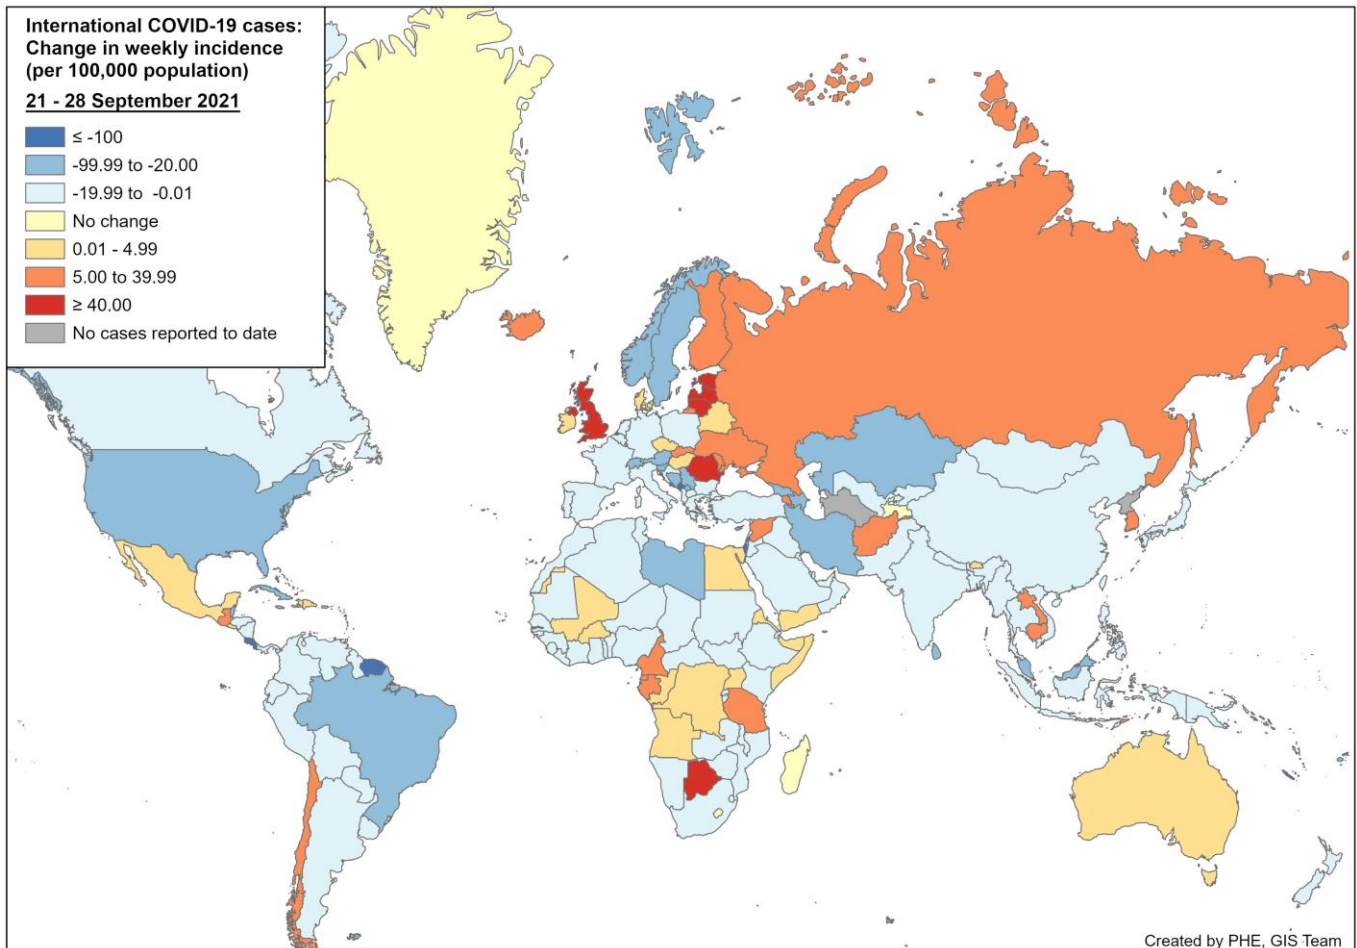 International COVID-19 cases:
Change in weekly incidence
(per 100,000 population)
21 - 28 September 2021
≤ -100
-99.99 to -20.00
-19.99 to -0.01
No change
0.01 - 4.99
5.00 to 39.99
≥ 40.00
No cases reported to date
Created by PHE, GIS Team